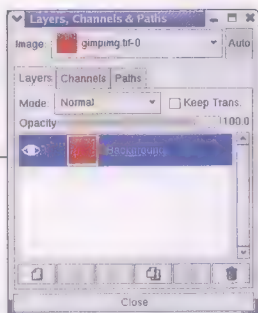 Layers, Channels & Paths
Image: gimpimg.tif-0 Auto
Layers Channels Paths
Mode: Normal Keep Trans.
Opacity 100.0
Background
Close